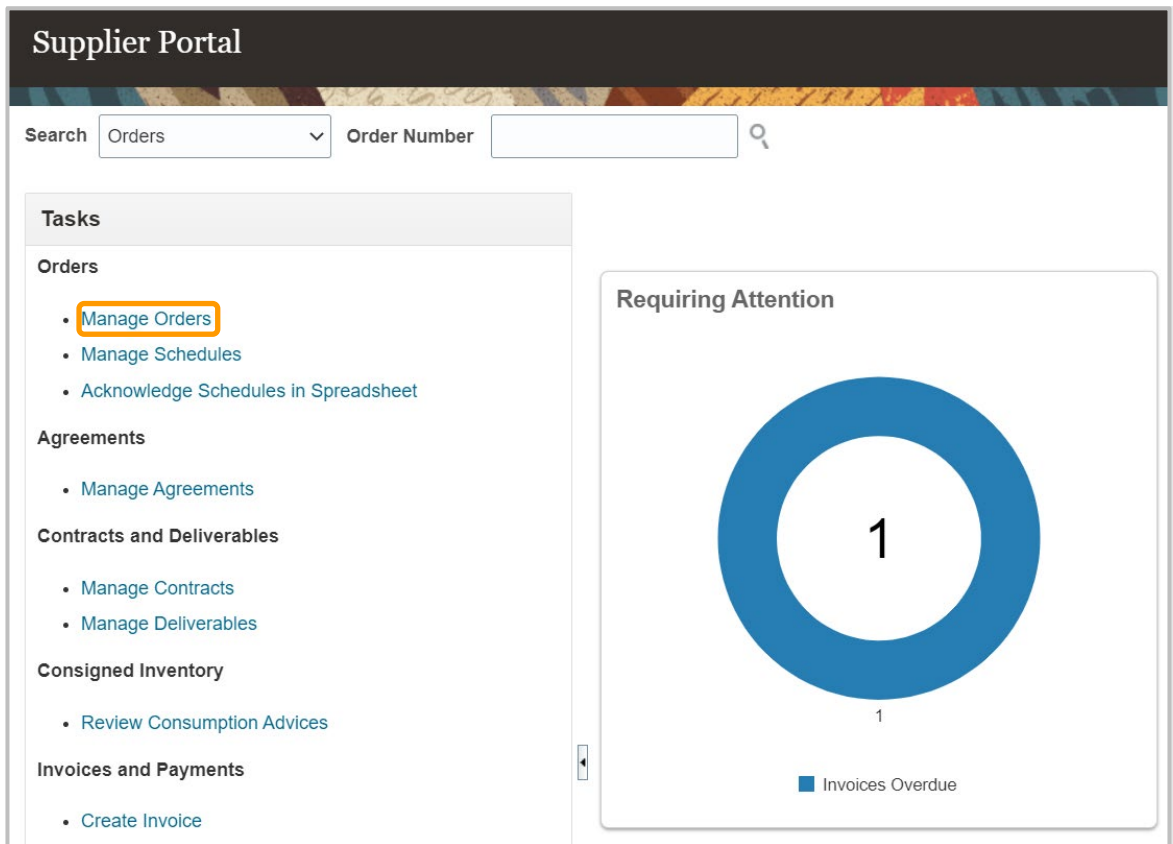 Supplier Portal
Search Orders Order Number
Tasks
Orders
Manage Orders
Manage Schedules
Acknowledge Schedules in Spreadsheet
Agreements
Manage Agreements
Contracts and Deliverables
Manage Contracts
Manage Deliverables
Consigned Inventory
Review Consumption Advices
Invoices and Payments
Create Invoice
Requiring Attention
1
1
Invoices Overdue